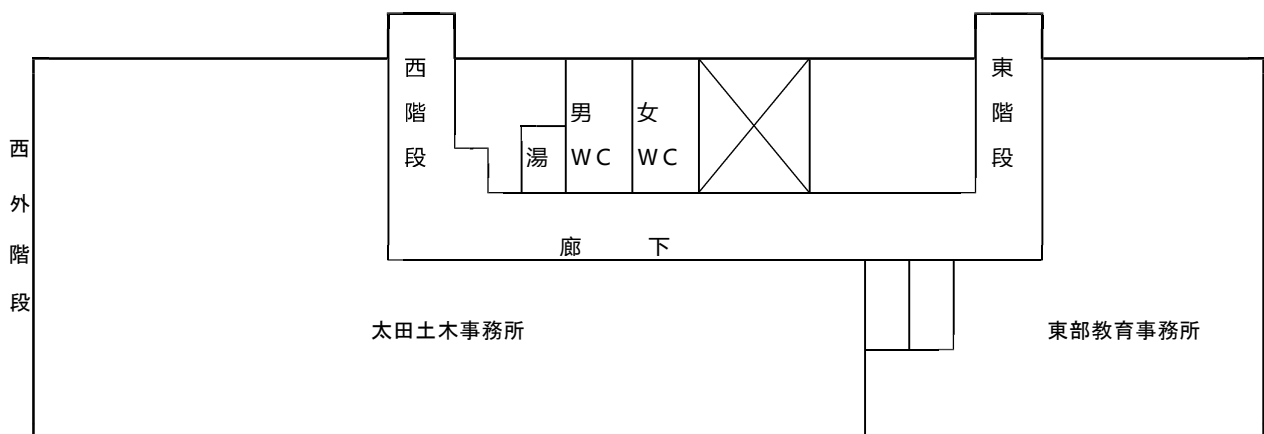 西外階段
西階段
湯
男WC
女WC
東階段
廊下
太田土木事務所
東部教育事務所